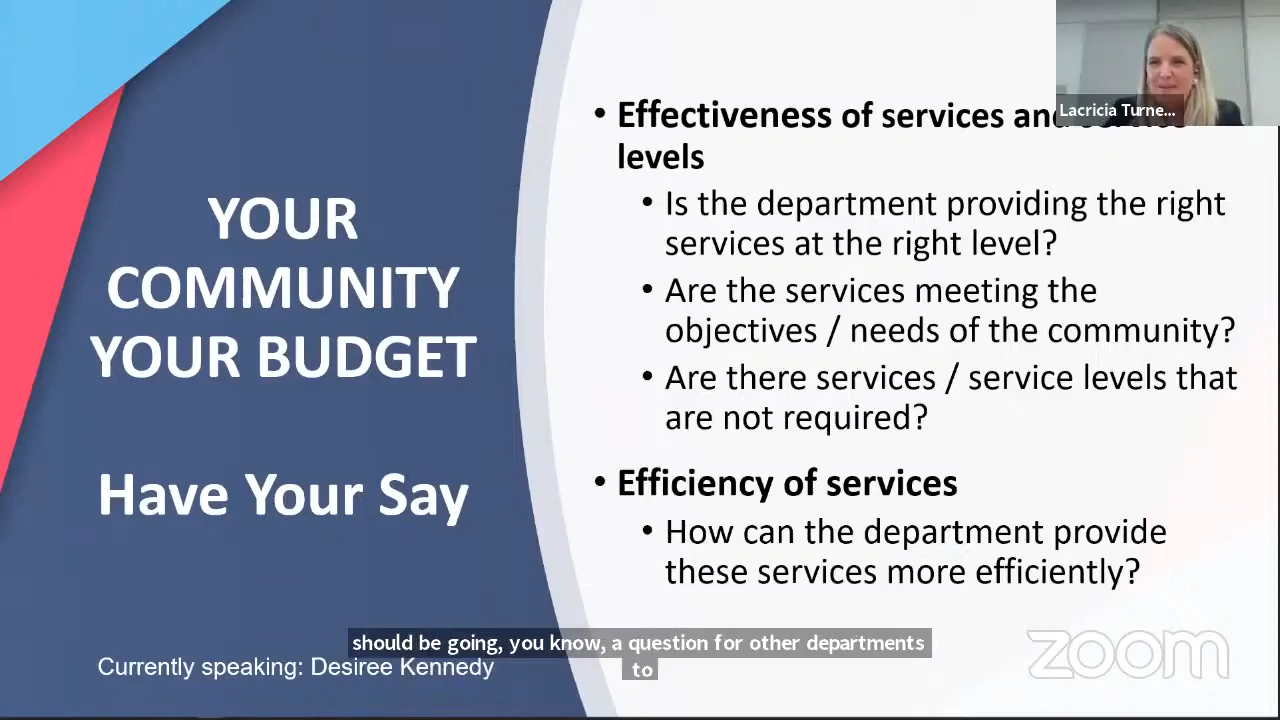 YOUR
COMMUNITY
YOUR BUDGET
Have Your Say
• Effectiveness of services and service
levels
• Is the department providing the right
services at the right level?
• Are the services meeting the
objectives / needs of the community?
• Are there services / service levels that
are not required?
• Efficiency of services
• How can the department provide
these services more efficiently?
Lacricia Turne...
should be going, you know, a question for other departments
to
Currently speaking: Desiree Kennedy
zoom